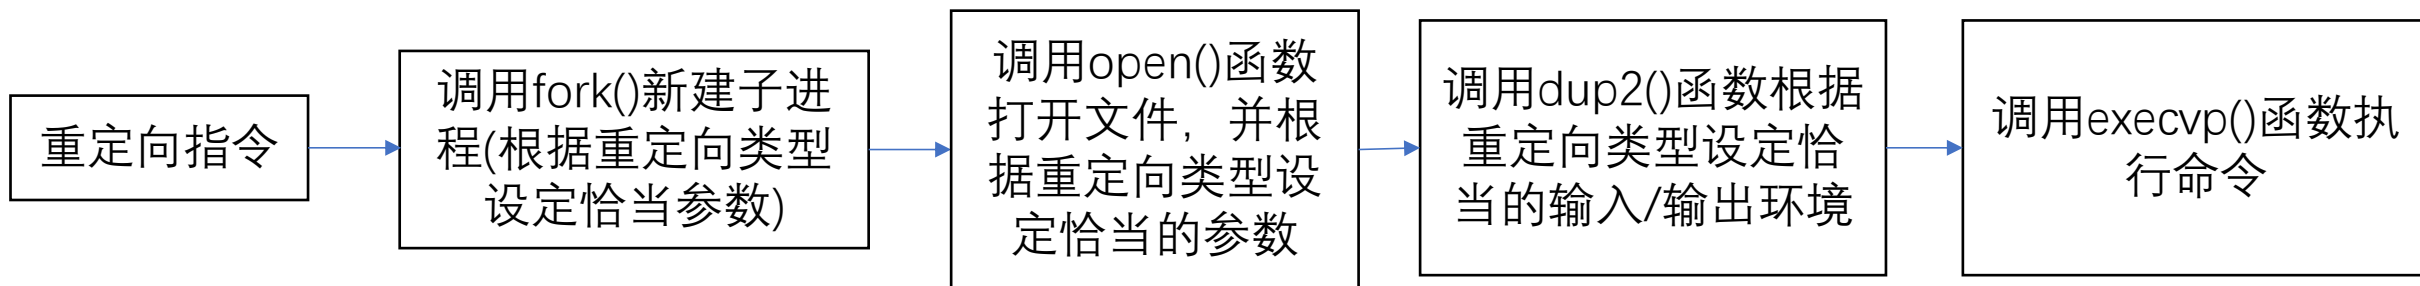 重定向指令
调用fork()新建子进
程(根据重定向类型
设定恰当参数)
调用open()函数
打开文件，并根
据重定向类型设
定恰当的参数
调用dup2()函数根据
重定向类型设定恰
当的输入/输出环境
调用execvp()函数执
行命令